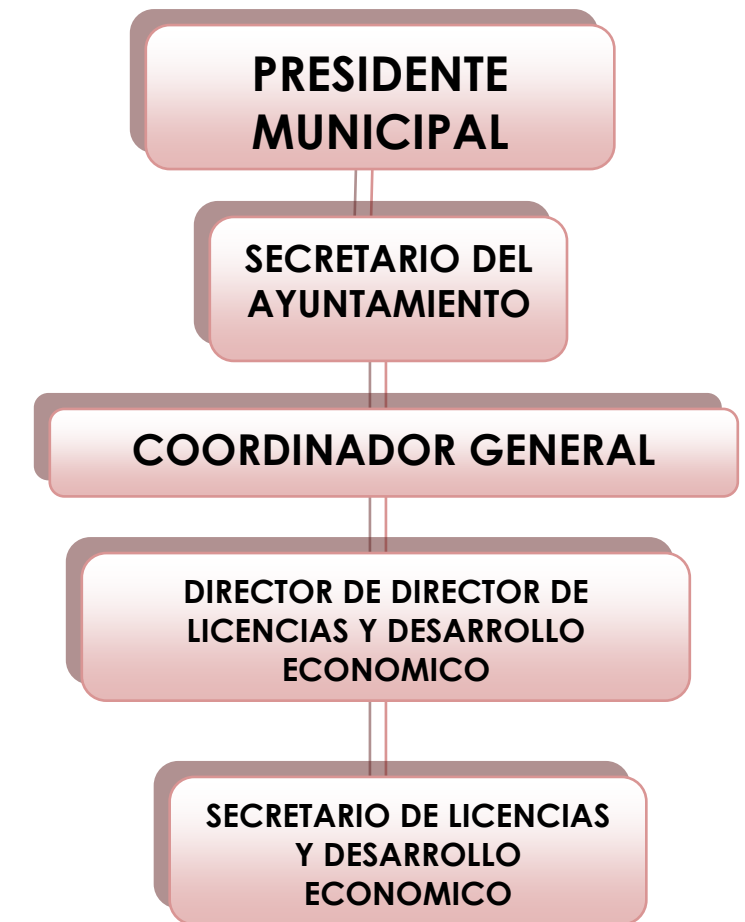 PRESIDENTE
MUNICIPAL
SECRETARIO DEL
AYUNTAMIENTO
COORDINADOR GENERAL
DIRECTOR DE DIRECTOR DE
LICENCIAS Y DESARROLLO
ECONOMICO
SECRETARIO DE LICENCIAS
Y DESARROLLO
ECONOMICO